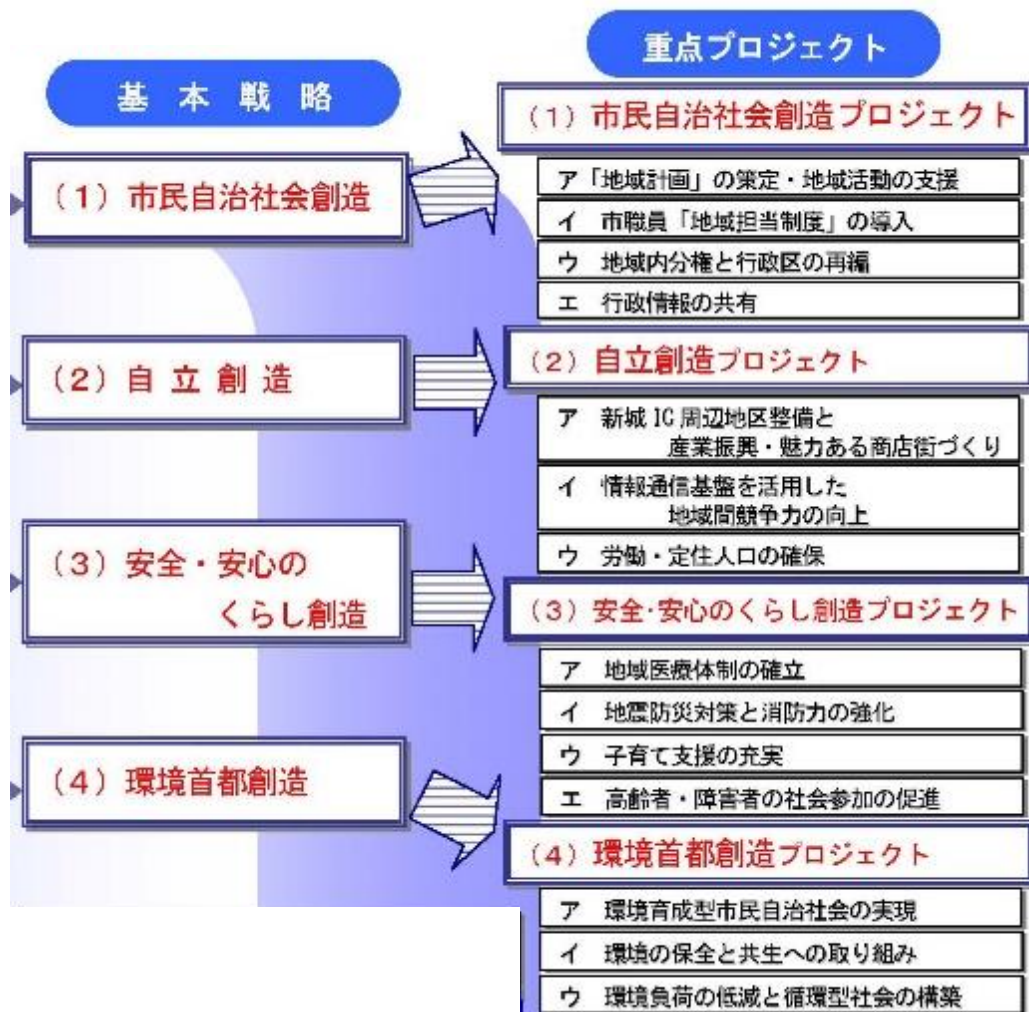 基本戦略
(1)市民自治社会創造
(2)自立創造
(3)安全・安心の
くらし創造
(4)環境首都創造
重点プロジェクト
(1)市民自治社会創造プロジェクト
ア「地域計画」の策定・地域活動の支援
イ 市職員「地域担当制度」の導入
ウ 地域内分権と行政区の再編
エ 行政情報の共有
(2)自立創造プロジェクト
ア 新城IC周辺地区整備と
産業振興・魅力ある商店街づくり
イ 情報通信基盤を活用した
地域間競争力の向上
ウ 労働・定住人口の確保
(3)安全・安心のくらし創造プロジェクト
ア 地域医療体制の確立
イ 地震防災対策と消防力の強化
ウ 子育て支援の充実
エ 高齢者・障害者の社会参加の促進
(4)環境首都創造プロジェクト
ア 環境育成型市民自治社会の実現
イ 環境の保全と共生への取り組み
ウ 環境負荷の低減と循環型社会の構築